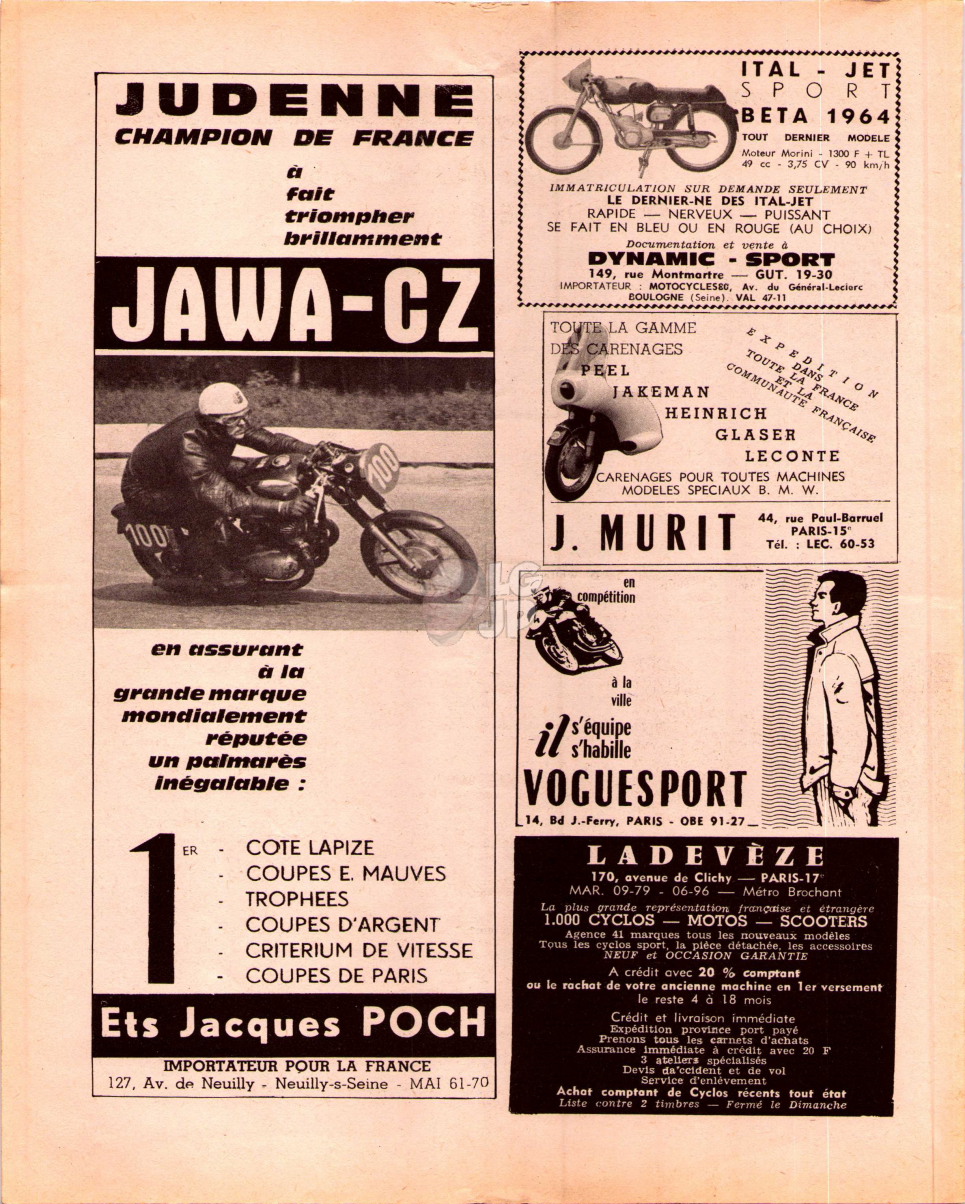 JUDENNE
CHAMPION DE FRANCE
à
fait
triompher
brillamment
JAWA-CZ
100
100
en assurant
à la
grande marque
mondialement
réputée
un palmarès
inégalable :
1ER - COTE LAPIZE
- COUPES E. MAUVES
- TROPHEES
- COUPES D'ARGENT
- CRITERIUM DE VITESSE
- COUPES DE PARIS
Ets Jacques POCH
IMPORTATEUR POUR LA FRANCE
127, Av. de Neuilly - Neuilly-s-Seine - MAI 61-70
ITAL - JET
SPORT
BETA 1964
TOUT DERNIER MODELE
Moteur Morini - 1300 F + TL
49 cc - 3,75 CV - 90 km/h
IMMATRICULATION SUR DEMANDE SEULEMENT
LE DERNIER-NE DES ITAL-JET
RAPIDE — NERVEUX — PUISSANT
SE FAIT EN BLEU OU EN ROUGE (AU CHOIX)
Documentation et vente à
DYNAMIC - SPORT
149, rue Montmartre — GUT. 19-30
IMPORTATEUR : MOTOCYCLES80, Av. du Général-Leclerc
BOULOGNE (Seine). VAL 47-11
TOUTE LA GAMME
DES CARENAGES
PEEL
JAKEMAN
HEINRICH
GLASER
LECONTE
EXPEDITION
DANS
TOUTE LA FRANCE
ET LA
COMMUNAUTÉ FRANÇAISE
CARENAGES POUR TOUTES MACHINES
MODELES SPECIAUX B. M. W.
J. MURIT
44, rue Paul-Barruel
PARIS-15°
Tél. : LEC. 60-53
LG
JP
en
compétition
à la
ville
il s'équipe
s'habille
VOGUESPORT
14, Bd J.-Ferry, PARIS - OBE 91-27
LADEVÈZE
170, avenue de Clichy — PARIS-17°
MAR. 09-79 - 06-96 — Métro Brochant
La plus grande représentation française et étrangère
1.000 CYCLOS — MOTOS — SCOOTERS
Agence 41 marques tous les nouveaux modèles
Tous les cyclos sport, la pièce détachée, les accessoires
NEUF et OCCASION GARANTIE
A crédit avec 20 % comptant
ou le rachat de votre ancienne machine en 1er versement
le reste 4 à 18 mois
Crédit et livraison immédiate
Expédition province port payé
Prenons tous les carnets d'achats
Assurance immédiate à crédit avec 20 F
3 ateliers spécialisés
Devis da'ccident et de vol
Service d'enlèvement
Achat comptant de Cyclos récents tout état
Liste contre 2 timbres — Fermé le Dimanche